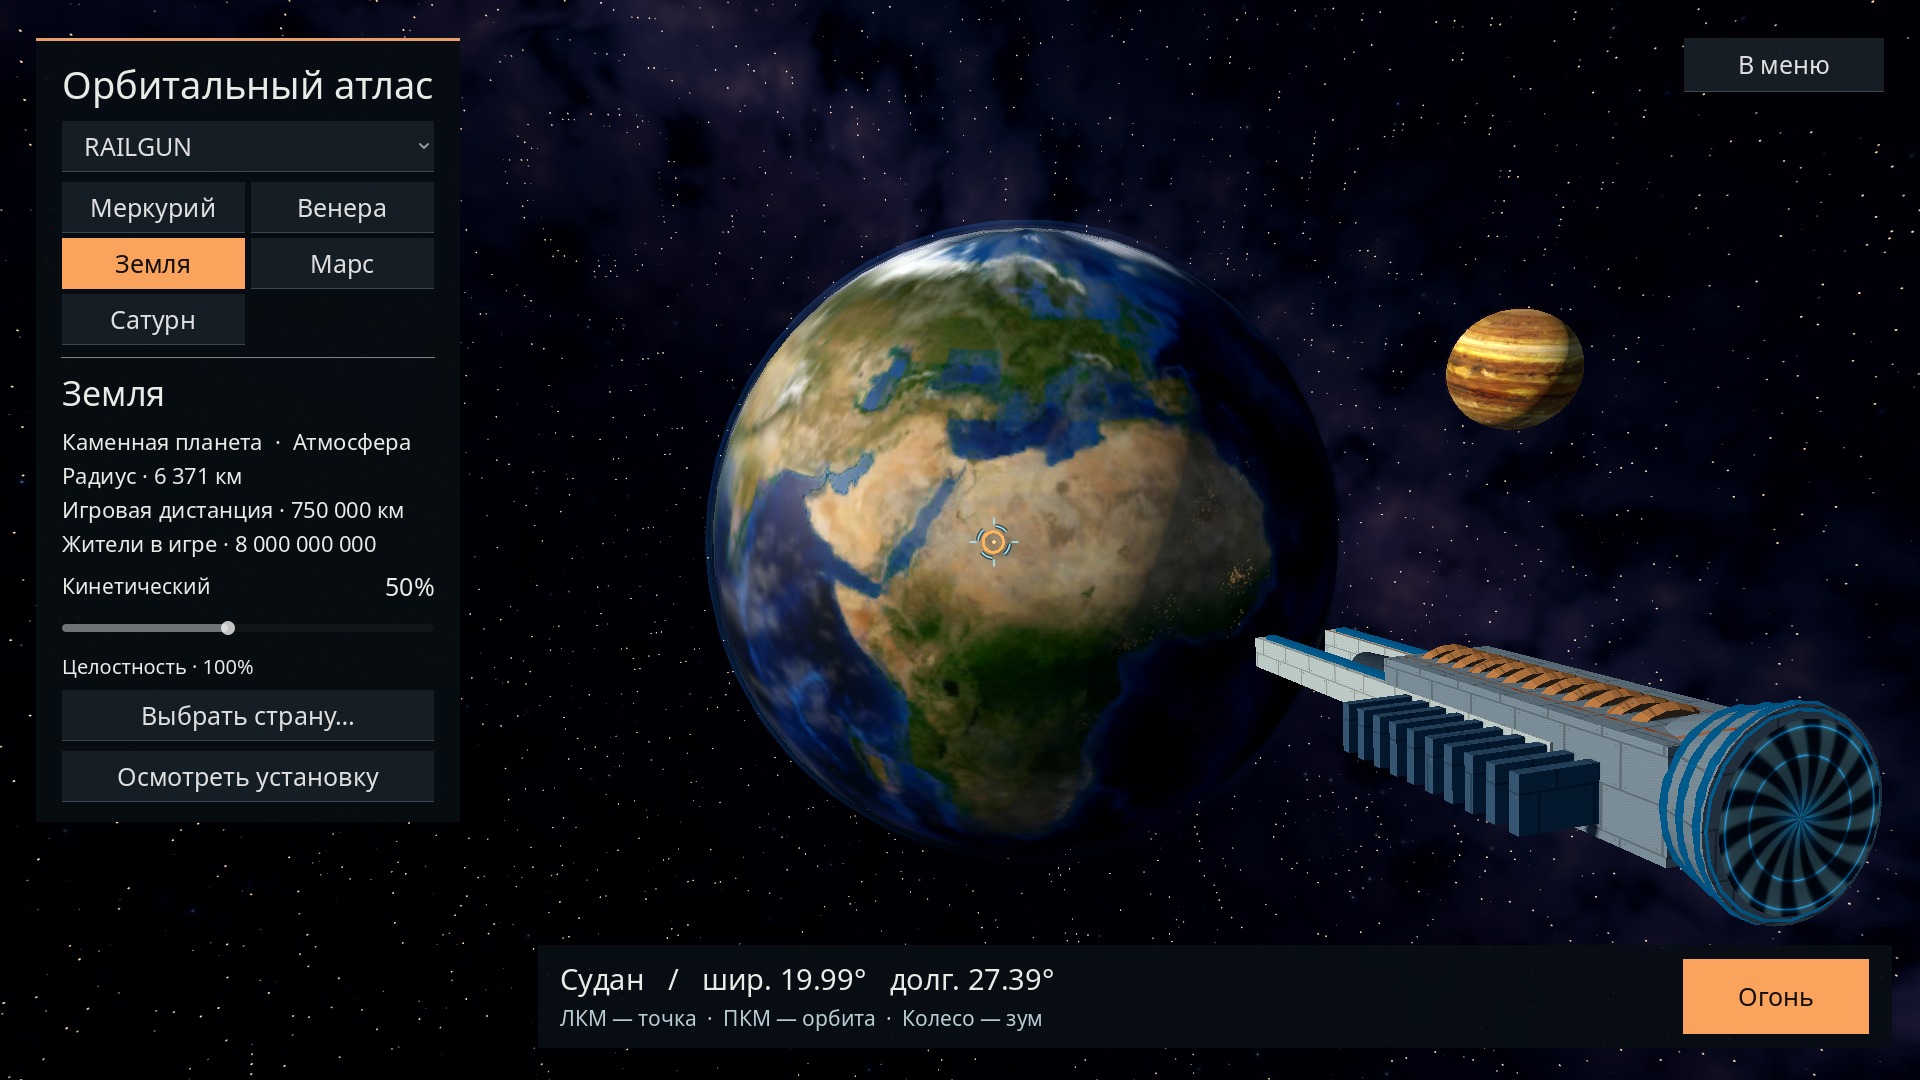 Орбитальный атлас
RAILGUN
Меркурий
Венера
Земля
Марс
Сатурн
Земля
Каменная планета · Атмосфера
Радиус · 6 371 км
Игровая дистанция · 750 000 км
Жители в игре · 8 000 000 000
Кинетический 50%
Целостность · 100%
Выбрать страну...
Осмотреть установку
В меню
Судан / шир. 19.99° долг. 27.39°
ЛКМ — точка · ПКМ — орбита · Колесо — зум
Огонь